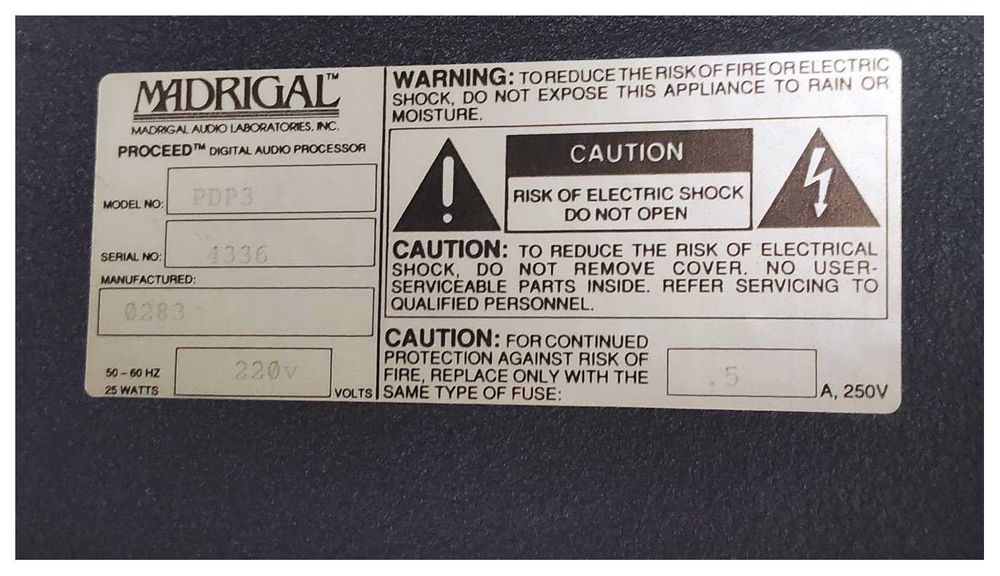 MADRIGAL™
MADRIGAL AUDIO LABORATORIES, INC.
PROCEED™ DIGITAL AUDIO PROCESSOR
MODEL NO: PDP3
SERIAL NO: 4336
MANUFACTURED:
0283
50 – 60 HZ
25 WATTS
220v
VOLTS
WARNING: TO REDUCE THE RISK OF FIRE OR ELECTRIC
SHOCK, DO NOT EXPOSE THIS APPLIANCE TO RAIN OR
MOISTURE.
CAUTION
RISK OF ELECTRIC SHOCK
DO NOT OPEN
CAUTION: TO REDUCE THE RISK OF ELECTRICAL
SHOCK, DO NOT REMOVE COVER. NO USER-
SERVICEABLE PARTS INSIDE. REFER SERVICING TO
QUALIFIED PERSONNEL.
CAUTION: FOR CONTINUED
PROTECTION AGAINST RISK OF
FIRE, REPLACE ONLY WITH THE
SAME TYPE OF FUSE:
.5
A, 250V